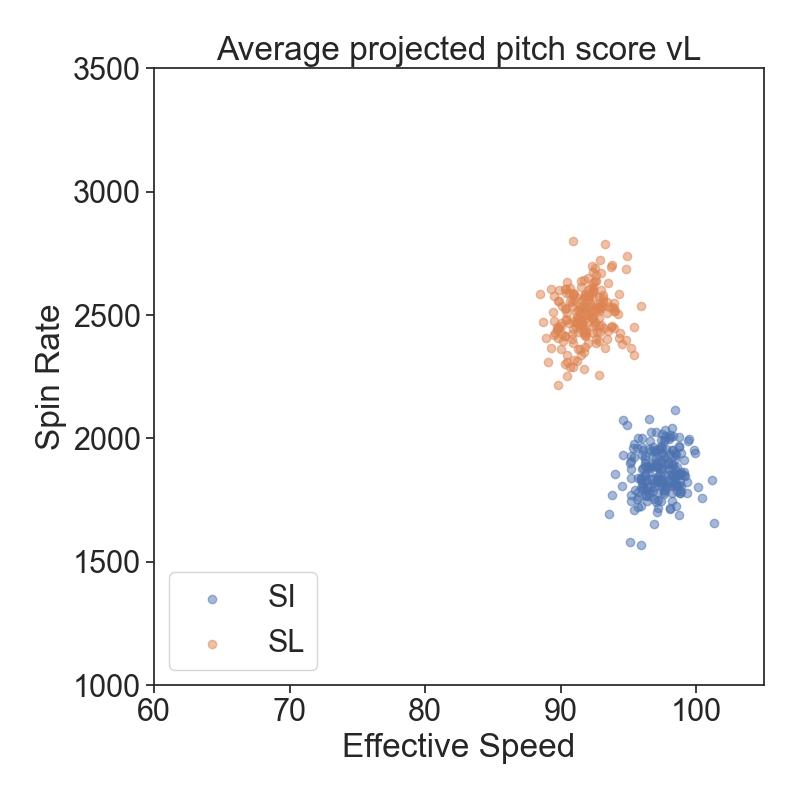 Average projected pitch score vL
3500
3000
2500
2000
1500
1000
Spin Rate
SI
SL
60 70 80 90 100
Effective Speed